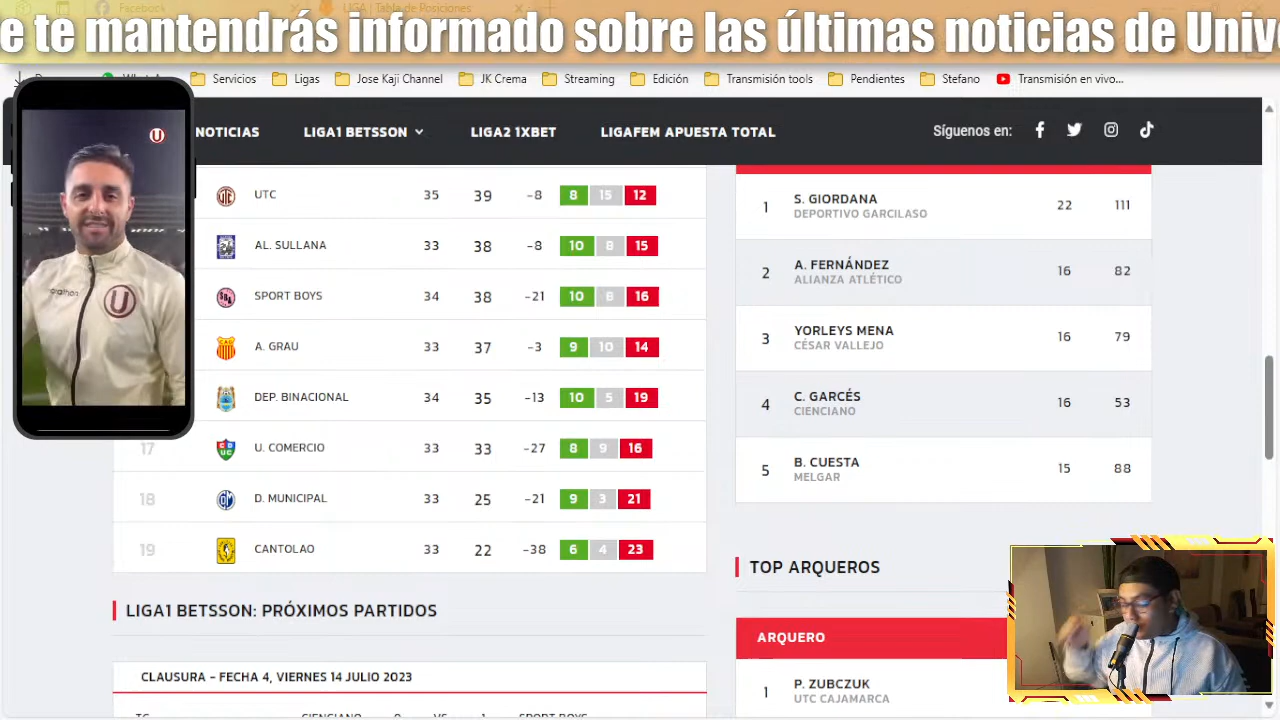 Facebook LIGA | Tabla de Posiciones
e te mantendrás informado sobre las últimas noticias de Univ
Servicios Ligas Jose Kaji Channel JK Crema Streaming Edición Transmisión tools Pendientes Stefano Transmisión en vivo...
NOTICIAS LIGA1 BETSSON LIGA2 1XBET LIGAFEM APUESTA TOTAL Síguenos en:
UTC 35 39 -8 8 15 12
AL. SULLANA 33 38 -8 10 8 15
SPORT BOYS 34 38 -21 10 8 16
A. GRAU 33 37 -3 9 10 14
DEP. BINACIONAL 34 35 -13 10 5 19
17 U. COMERCIO 33 33 -27 8 9 16
18 D. MUNICIPAL 33 25 -21 9 3 21
19 CANTOLAO 33 22 -38 6 4 23
LIGA1 BETSSON: PRÓXIMOS PARTIDOS
CLAUSURA - FECHA 4, VIERNES 14 JULIO 2023
1 S. GIORDANA 22 111
DEPORTIVO GARCILASO
2 A. FERNÁNDEZ 16 82
ALIANZA ATLÉTICO
3 YORLEYS MENA 16 79
CÉSAR VALLEJO
4 C. GARCÉS 16 53
CIENCIANO
5 B. CUESTA 15 88
MELGAR
TOP ARQUEROS
ARQUERO
1 P. ZUBCZUK
UTC CAJAMARCA
marathon U
U